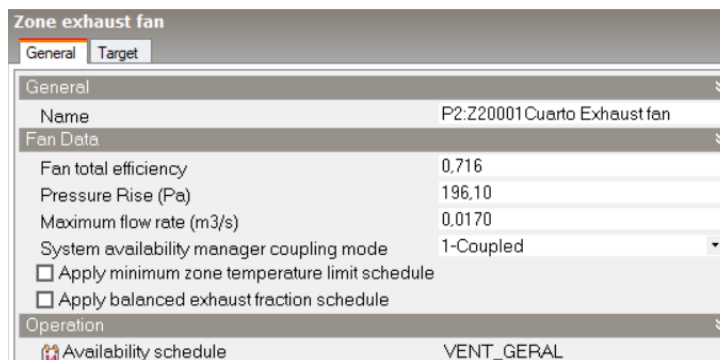 Zone exhaust fan
General Target
General
Name P2:Z20001Cuarto Exhaust fan
Fan Data
Fan total efficiency 0,716
Pressure Rise (Pa) 196,10
Maximum flow rate (m3/s) 0,0170
System availability manager coupling mode 1-Coupled
Apply minimum zone temperature limit schedule
Apply balanced exhaust fraction schedule
Operation
Availability schedule VENT_GERAL